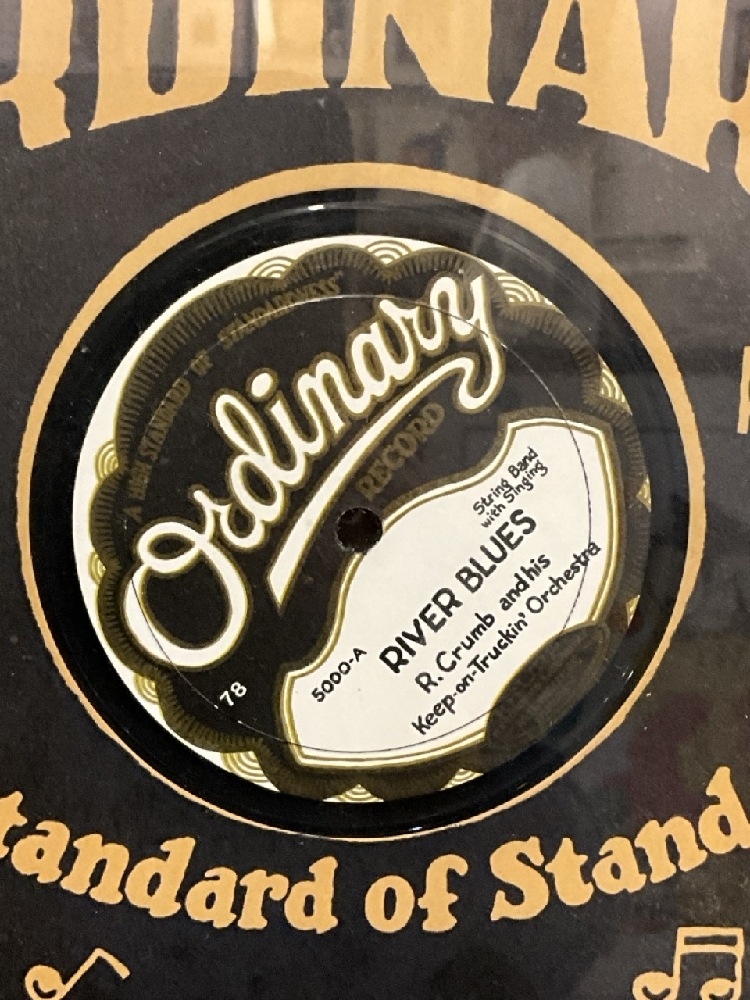 RDINAR
"A HIGH STANDARD OF STANDARDNESS"
Ordinary
RECORD
String Band
with Singing
78
5000-A
RIVER BLUES
R. Crumb and his
Keep-on-Truckin' Orchestra
tandard of Stand